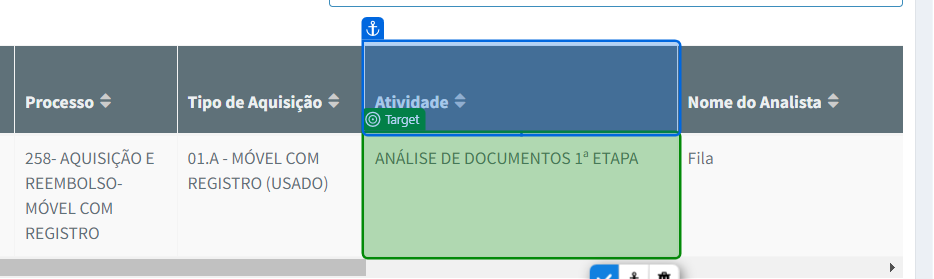 Processo
Tipo de Aquisição
Atividade
Nome do Analista
Target
258- AQUISIÇÃO E
REEMBOLSO-
MÓVEL COM
REGISTRO
01.A - MÓVEL COM
REGISTRO (USADO)
ANÁLISE DE DOCUMENTOS 1ª ETAPA
Fila